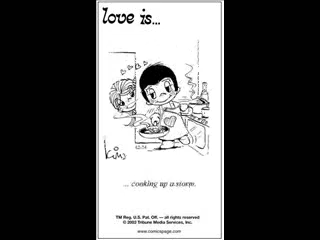 love is...
Kim
... cooking up a storm.
TM Reg. U.S. Pat. Off. — all rights reserved
© 2002 Tribune Media Services, Inc.
www.comicspage.com